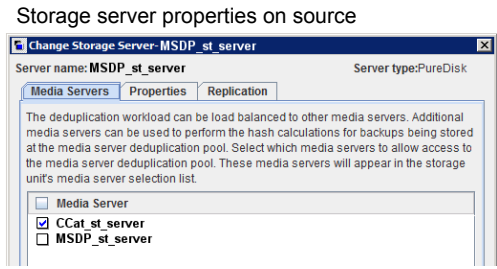 Storage server properties on source
Change Storage Server-MSDP_st_server
Server name: MSDP_st_server Server type:PureDisk
Media Servers Properties Replication
The deduplication workload can be load balanced to other media servers. Additional
media servers can be used to perform the hash calculations for backups being stored
at the media server deduplication pool. Select which media servers to allow access to
the media server deduplication pool. These media servers will appear in the storage
unit's media server selection list.
Media Server
CCat_st_server
MSDP_st_server